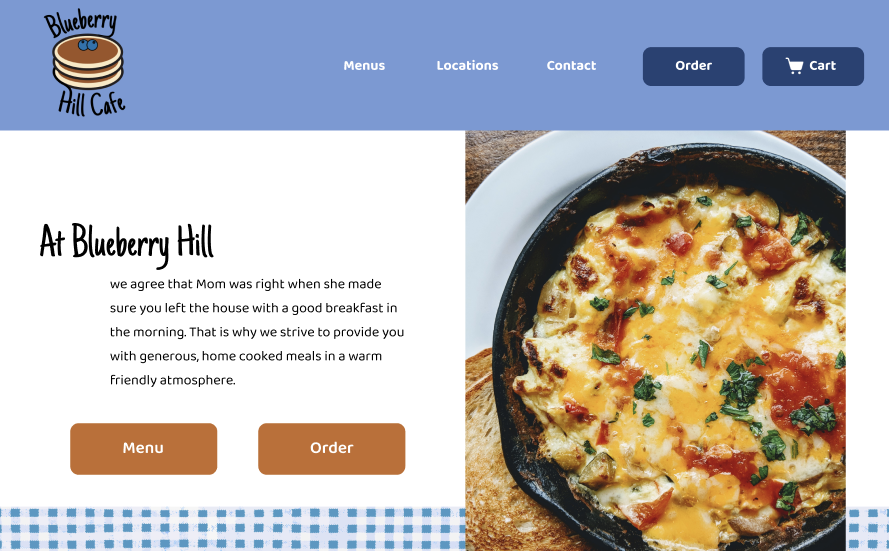 Blueberry
Hill Cafe
Menus
Locations
Contact
Order
Cart
At Blueberry Hill
we agree that Mom was right when she made
sure you left the house with a good breakfast in
the morning. That is why we strive to provide you
with generous, home cooked meals in a warm
friendly atmosphere.
Menu
Order